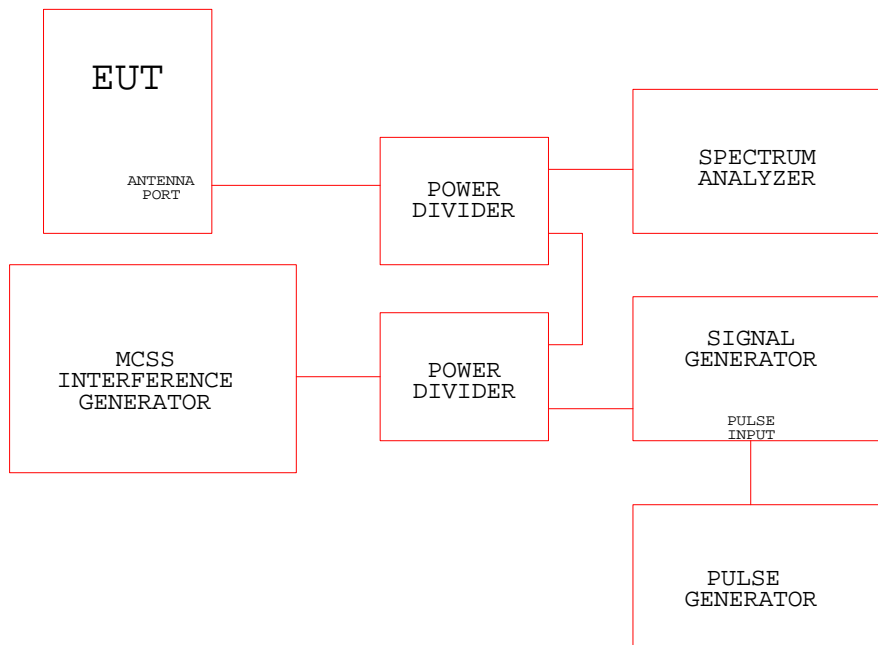 EUT
ANTENNA
PORT
POWER
DIVIDER
SPECTRUM
ANALYZER
MCSS
INTERFERENCE
GENERATOR
POWER
DIVIDER
SIGNAL
GENERATOR
PULSE
INPUT
PULSE
GENERATOR